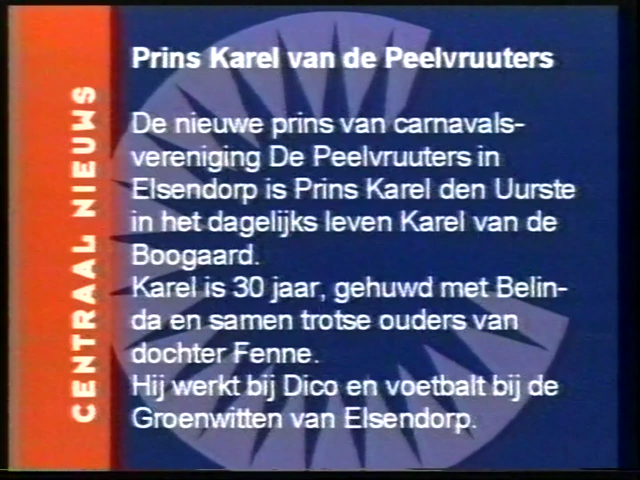 Prins Karel van de Peelvruuters
De nieuwe prins van carnavals-
vereniging De Peelvruuters in
Elsendorp is Prins Karel den Uurste
in het dagelijks leven Karel van de
Boogaard.
Karel is 30 jaar, gehuwd met Belin-
da en samen trotse ouders van
dochter Fenne.
Hij werkt bij Dico en voetbalt bij de
Groenwitten van Elsendorp.
CENTRAAL NIEUWS